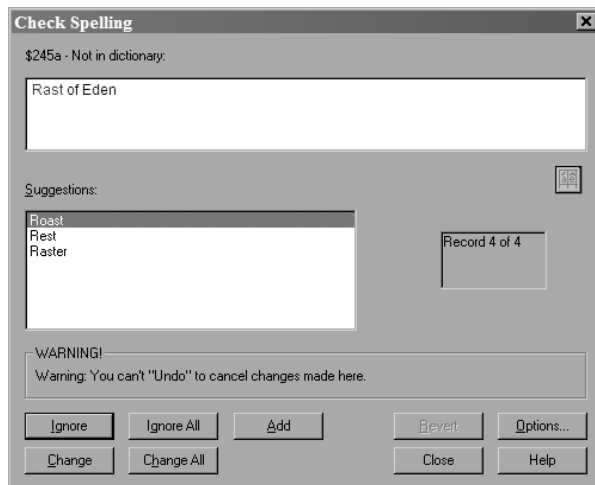 Check Spelling
$245a - Not in dictionary:
Rast of Eden
Suggestions:
Roast
Rest
Raster
Record 4 of 4
WARNING!
Warning: You can't "Undo" to cancel changes made here.
Ignore Ignore All Add Revert Options...
Change Change All Close Help